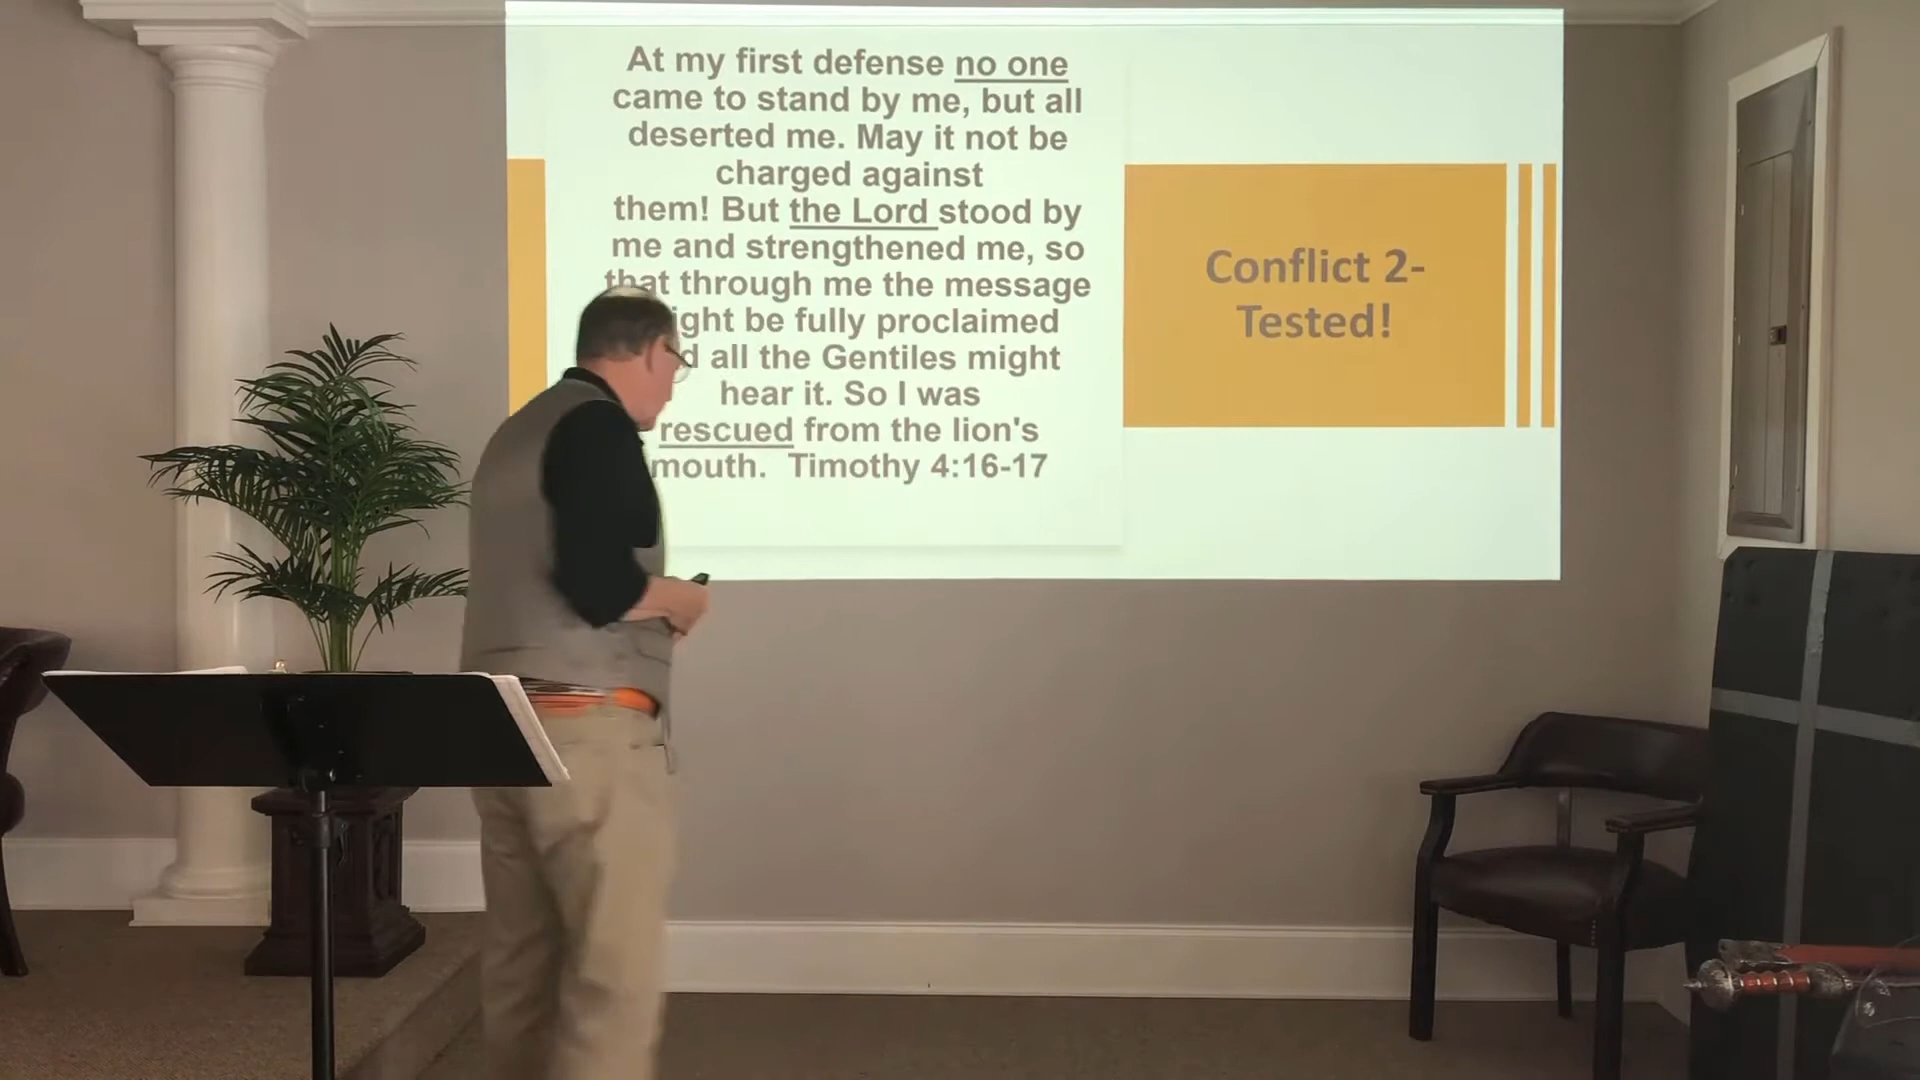 At my first defense no one
came to stand by me, but all
deserted me. May it not be
charged against
them! But the Lord stood by
me and strengthened me, so
that through me the message
ight be fully proclaimed
d all the Gentiles might
hear it. So I was
rescued from the lion's
mouth. Timothy 4:16-17
Conflict 2-
Tested!